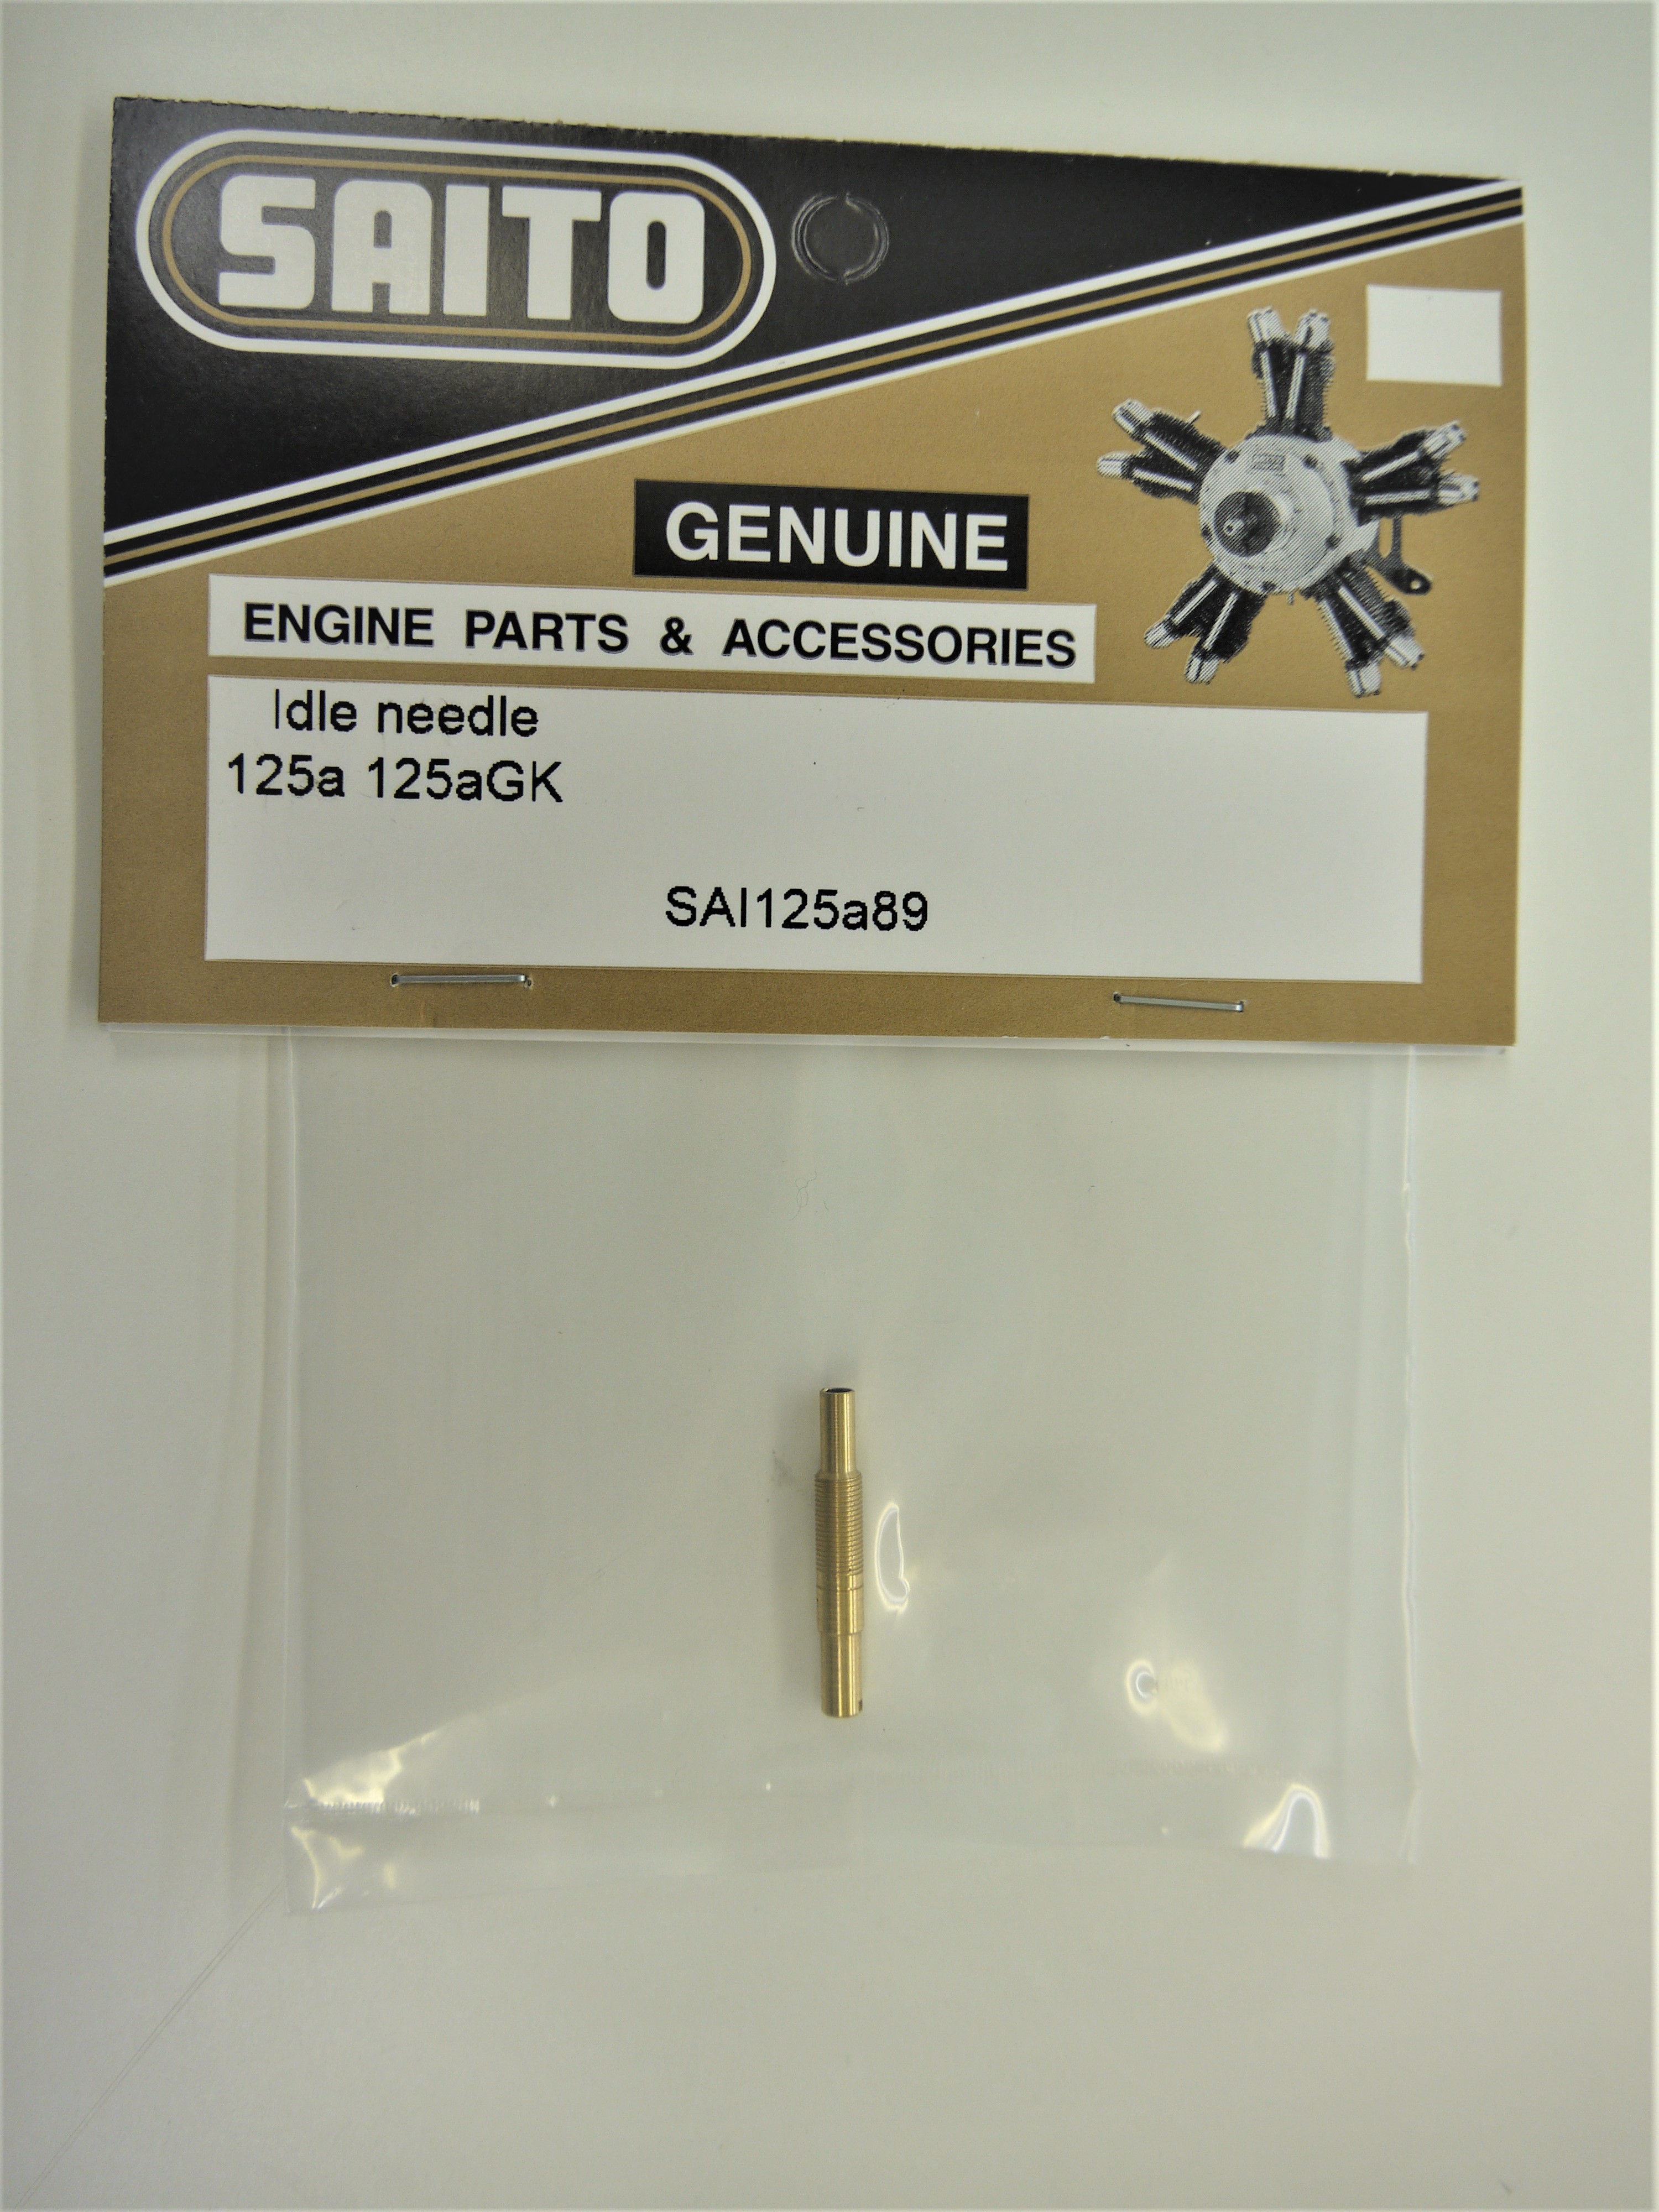 SAITO
GENUINE
ENGINE PARTS & ACCESSORIES
Idle needle
125a 125aGK
SAI125a89